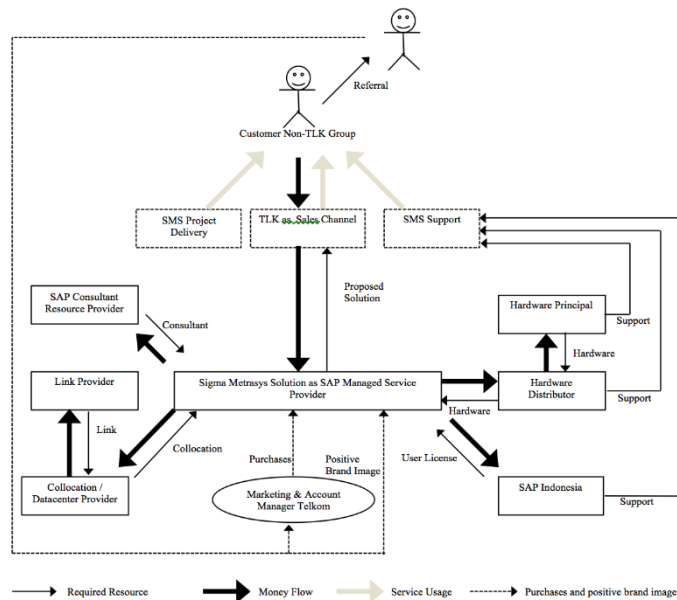 Referral
Customer Non-TLK Group
SMS Project
Delivery
TLK as Sales Channel
SMS Support
Proposed
Solution
SAP Consultant
Resource Provider
Consultant
Hardware Principal
Support
Hardware
Link Provider
Sigma Metrasys Solution as SAP Managed Service
Provider
Hardware
Distributor
Hardware
Support
Link
Collocation
User License
Purchases
Positive
Brand Image
Collocation /
Datacenter Provider
Marketing & Account
Manager Telkom
SAP Indonesia
Support
Required Resource
Money Flow
Service Usage
Purchases and positive brand image